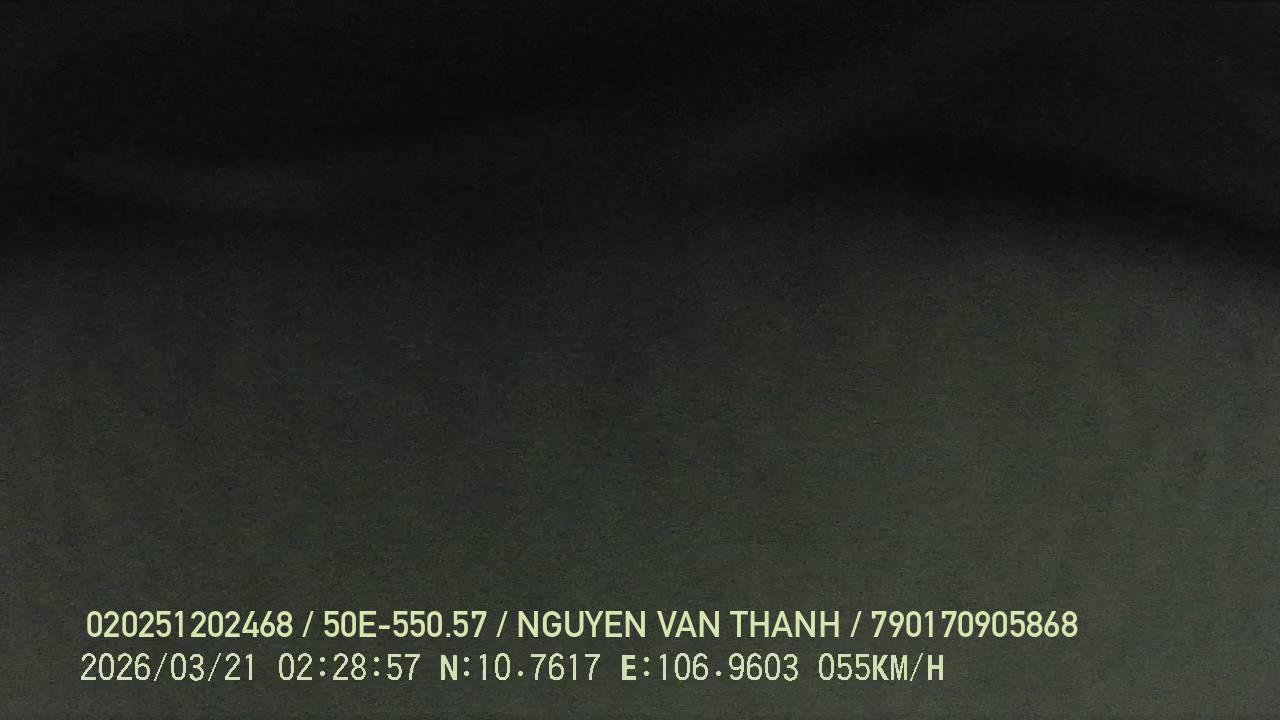 020251202468 / 50E-550.57 / NGUYEN VAN THANH / 790170905868
2026/03/21 02:28:57 N:10.7617 E:106.9603 055KM/H